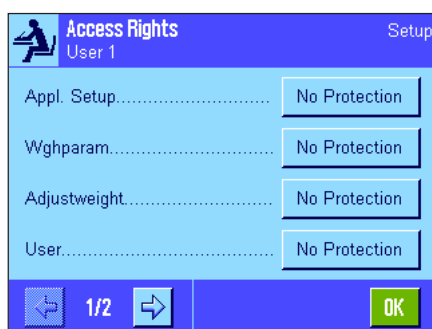 Access Rights
Setup
User 1
Appl. Setup............................ No Protection
Wghparam............................. No Protection
Adjustweight.......................... No Protection
User..................................... No Protection
1/2
OK